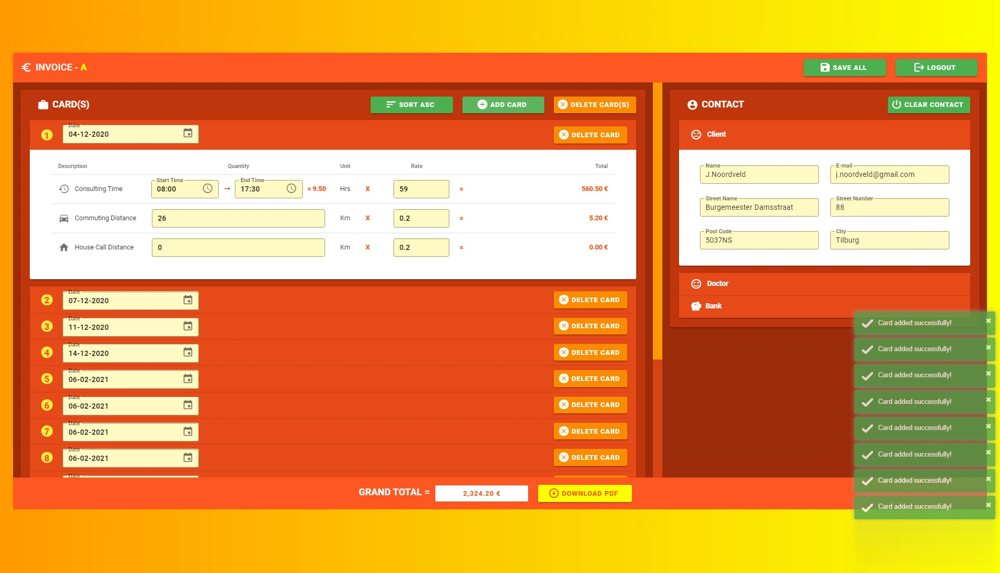 INVOICE - A
SAVE ALL
LOGOUT
CARD(S)
SORT ASC
ADD CARD
DELETE CARD(S)
1
Date
04-12-2020
DELETE CARD
Description Quantity Unit Rate Total
Consulting Time
Start Time
08:00
→
End Time
17:30
= 9.50
Hrs
X
59
=
560.50 €
Commuting Distance
26
Km
X
0.2
=
5.20 €
House Call Distance
0
Km
X
0.2
=
0.00 €
2
Date
07-12-2020
DELETE CARD
3
Date
11-12-2020
DELETE CARD
4
Date
14-12-2020
DELETE CARD
5
Date
06-02-2021
DELETE CARD
6
Date
06-02-2021
DELETE CARD
7
Date
06-02-2021
DELETE CARD
8
Date
06-02-2021
DELETE CARD
Date
CONTACT
CLEAR CONTACT
Client
Name
J.Noordveld
E-mail
j.noordveld@gmail.com
Street Name
Burgemeester Damsstraat
Street Number
88
Post Code
5037NS
City
Tilburg
Doctor
Bank
Card added successfully!
Card added successfully!
Card added successfully!
Card added successfully!
Card added successfully!
Card added successfully!
Card added successfully!
Card added successfully!
GRAND TOTAL =
2,324.20 €
DOWNLOAD PDF